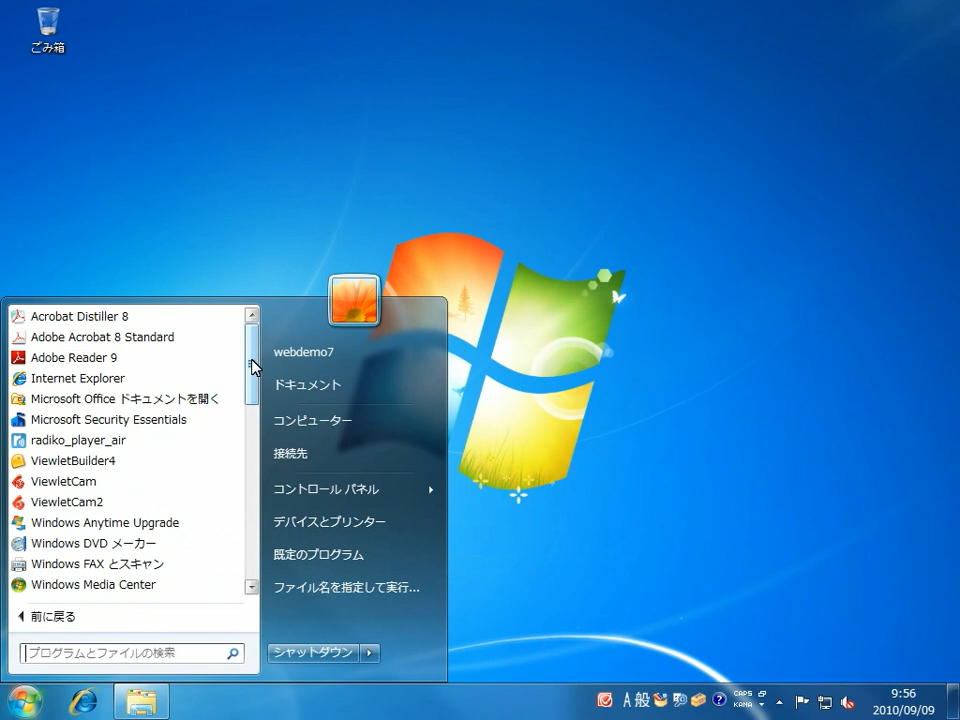 ごみ箱
Acrobat Distiller 8
Adobe Acrobat 8 Standard
Adobe Reader 9
Internet Explorer
Microsoft Office ドキュメントを開く
Microsoft Security Essentials
radiko_player_air
ViewletBuilder4
ViewletCam
ViewletCam2
Windows Anytime Upgrade
Windows DVD メーカー
Windows FAX とスキャン
Windows Media Center
前に戻る
プログラムとファイルの検索
webdemo7
ドキュメント
コンピューター
接続先
コントロール パネル
デバイスとプリンター
既定のプログラム
ファイル名を指定して実行...
シャットダウン
A 般
CAPS
KANA
9:56
2010/09/09